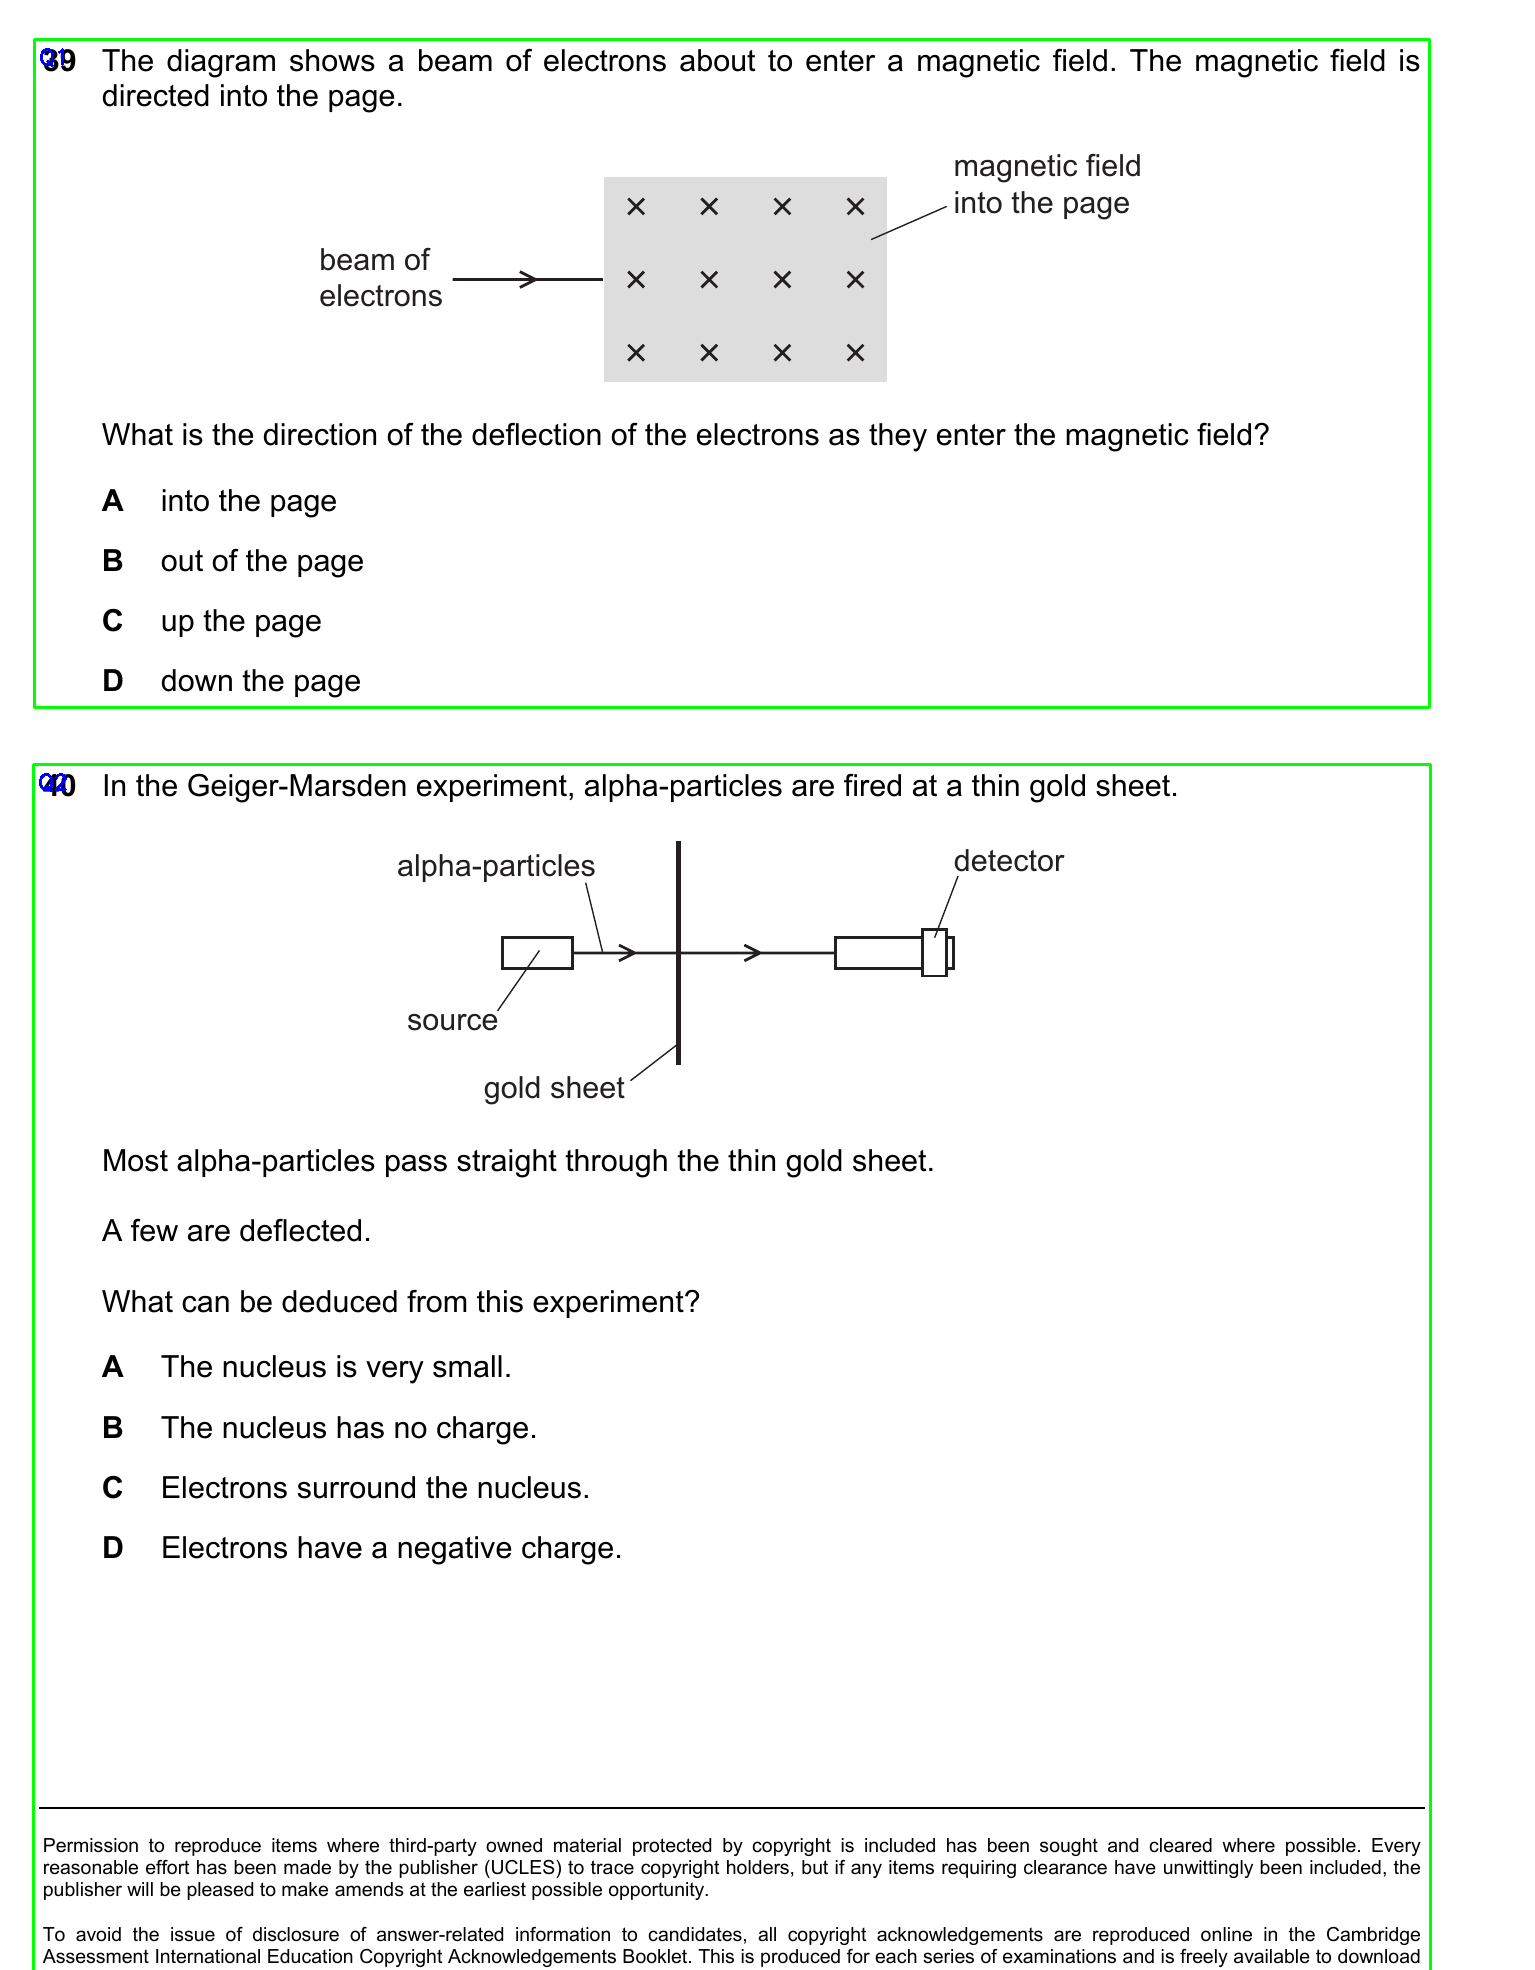 39 The diagram shows a beam of electrons about to enter a magnetic field. The magnetic field is
directed into the page.
magnetic field
into the page
beam of
electrons
What is the direction of the deflection of the electrons as they enter the magnetic field?
A into the page
B out of the page
C up the page
D down the page
40 In the Geiger-Marsden experiment, alpha-particles are fired at a thin gold sheet.
alpha-particles
detector
source
gold sheet
Most alpha-particles pass straight through the thin gold sheet.
A few are deflected.
What can be deduced from this experiment?
A The nucleus is very small.
B The nucleus has no charge.
C Electrons surround the nucleus.
D Electrons have a negative charge.
Permission to reproduce items where third-party owned material protected by copyright is included has been sought and cleared where possible. Every
reasonable effort has been made by the publisher (UCLES) to trace copyright holders, but if any items requiring clearance have unwittingly been included, the
publisher will be pleased to make amends at the earliest possible opportunity.
To avoid the issue of disclosure of answer-related information to candidates, all copyright acknowledgements are reproduced online in the Cambridge
Assessment International Education Copyright Acknowledgements Booklet. This is produced for each series of examinations and is freely available to download